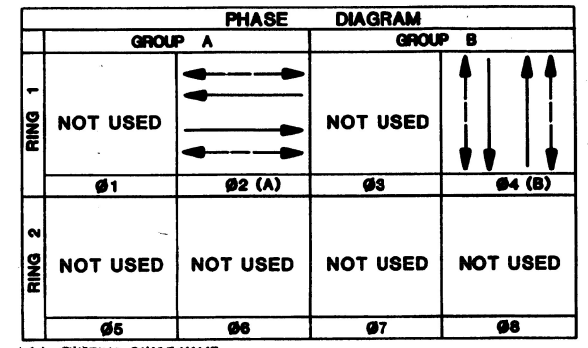 PHASE DIAGRAM
GROUP A GROUP B
RING 1
NOT USED NOT USED
Ø1 Ø2 (A) Ø3 Ø4 (B)
RING 2
NOT USED NOT USED NOT USED NOT USED
Ø5 Ø6 Ø7 Ø8